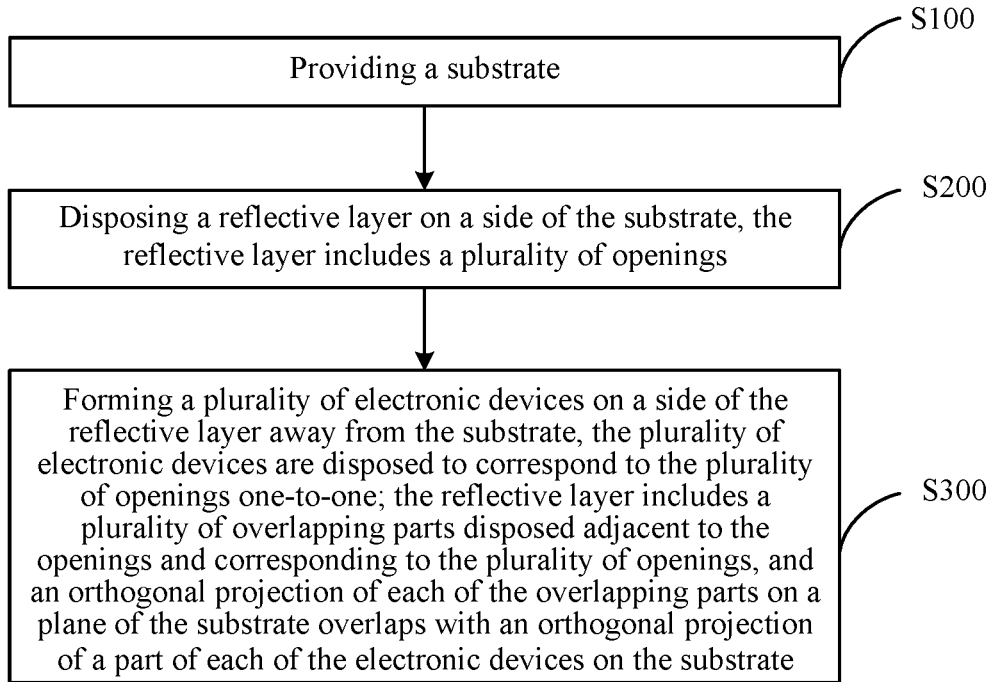 S100
Providing a substrate
S200
Disposing a reflective layer on a side of the substrate, the
reflective layer includes a plurality of openings
Forming a plurality of electronic devices on a side of the
reflective layer away from the substrate, the plurality of
electronic devices are disposed to correspond to the plurality
of openings one-to-one; the reflective layer includes a
S300
plurality of overlapping parts disposed adjacent to the
openings and corresponding to the plurality of openings, and
an orthogonal projection of each of the overlapping parts on a
plane of the substrate overlaps with an orthogonal projection
of a part of each of the electronic devices on the substrate